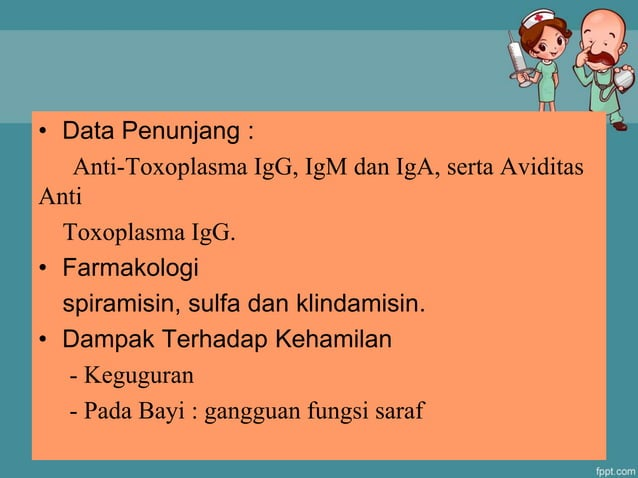 • Data Penunjang :
Anti-Toxoplasma IgG, IgM dan IgA, serta Aviditas
Anti
Toxoplasma IgG.
• Farmakologi
spiramisin, sulfa dan klindamisin.
• Dampak Terhadap Kehamilan
- Keguguran
- Pada Bayi : gangguan fungsi saraf
fppt.com